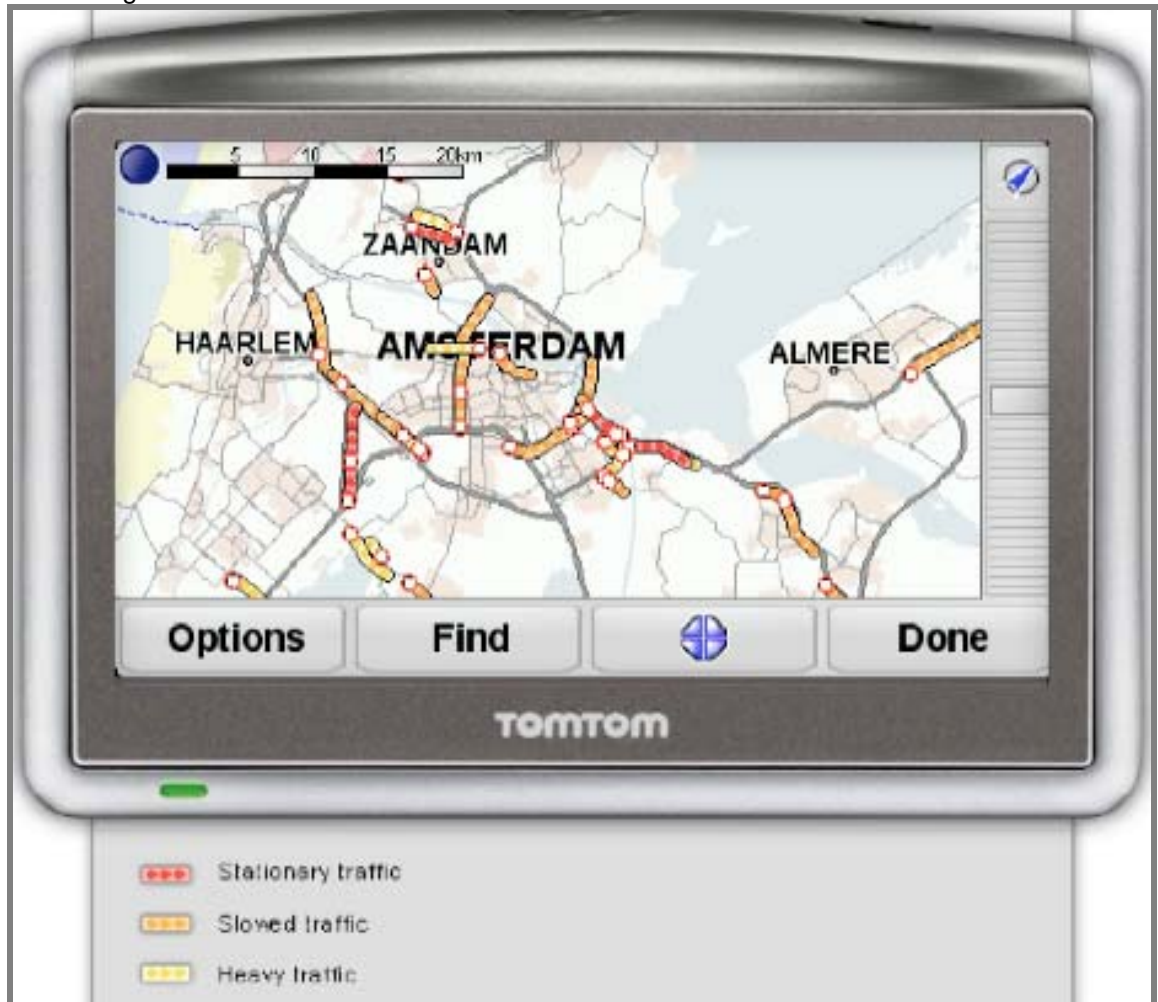 5 10 15 20km
ZAANDAM
HAARLEM
AMSTERDAM
ALMERE
Options Find Done
TOMTOM
Stationary traffic
Slowed traffic
Heavy traffic